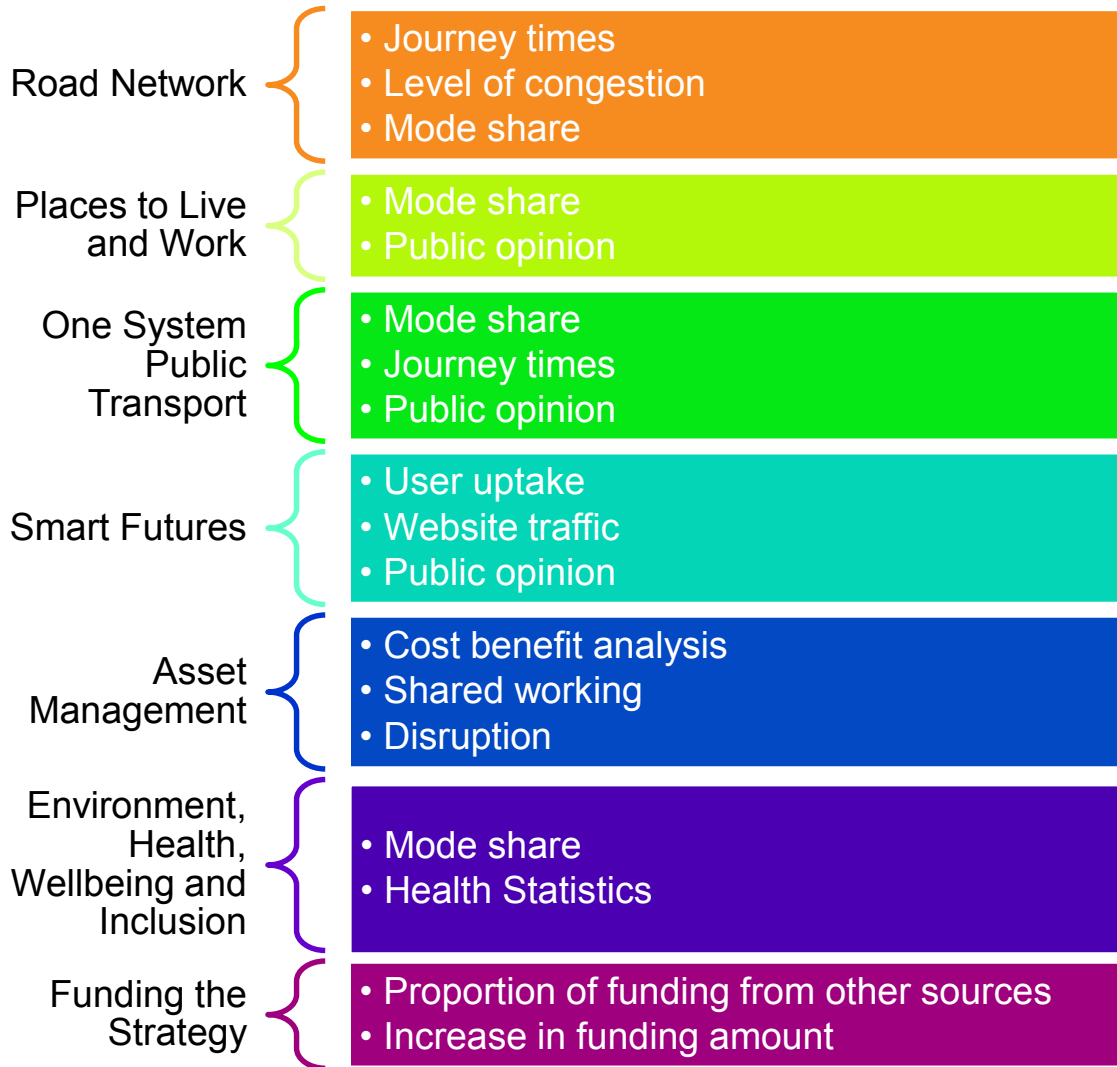 Road Network
• Journey times
• Level of congestion
• Mode share
Places to Live
and Work
• Mode share
• Public opinion
One System
Public
Transport
• Mode share
• Journey times
• Public opinion
Smart Futures
• User uptake
• Website traffic
• Public opinion
Asset
Management
• Cost benefit analysis
• Shared working
• Disruption
Environment,
Health,
Wellbeing and
Inclusion
• Mode share
• Health Statistics
Funding the
Strategy
• Proportion of funding from other sources
• Increase in funding amount